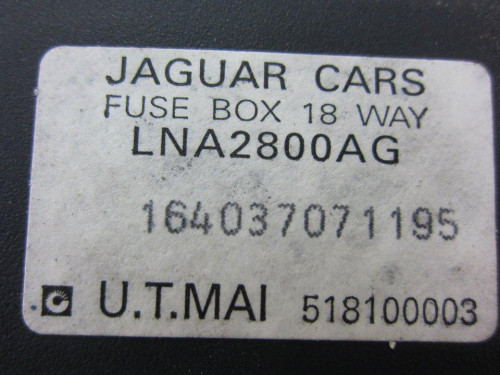 JAGUAR CARS
FUSE BOX 18 WAY
LNA2800AG
164037071195
U.T.MAI 518100003